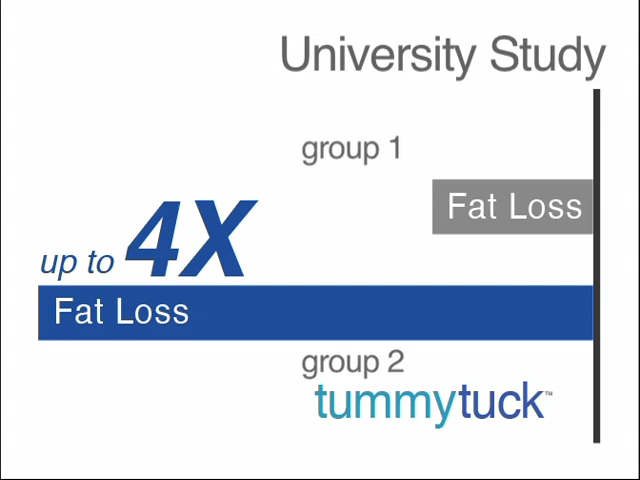 University Study
group 1
Fat Loss
up to 4X
Fat Loss
group 2
tummytuck™